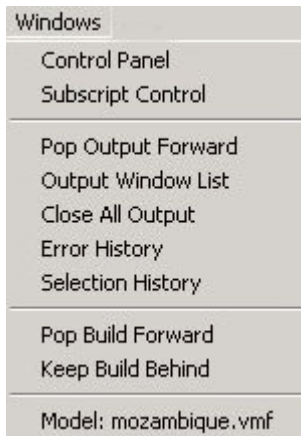 Windows
Control Panel
Subscript Control
Pop Output Forward
Output Window List
Close All Output
Error History
Selection History
Pop Build Forward
Keep Build Behind
Model: mozambique.vmf